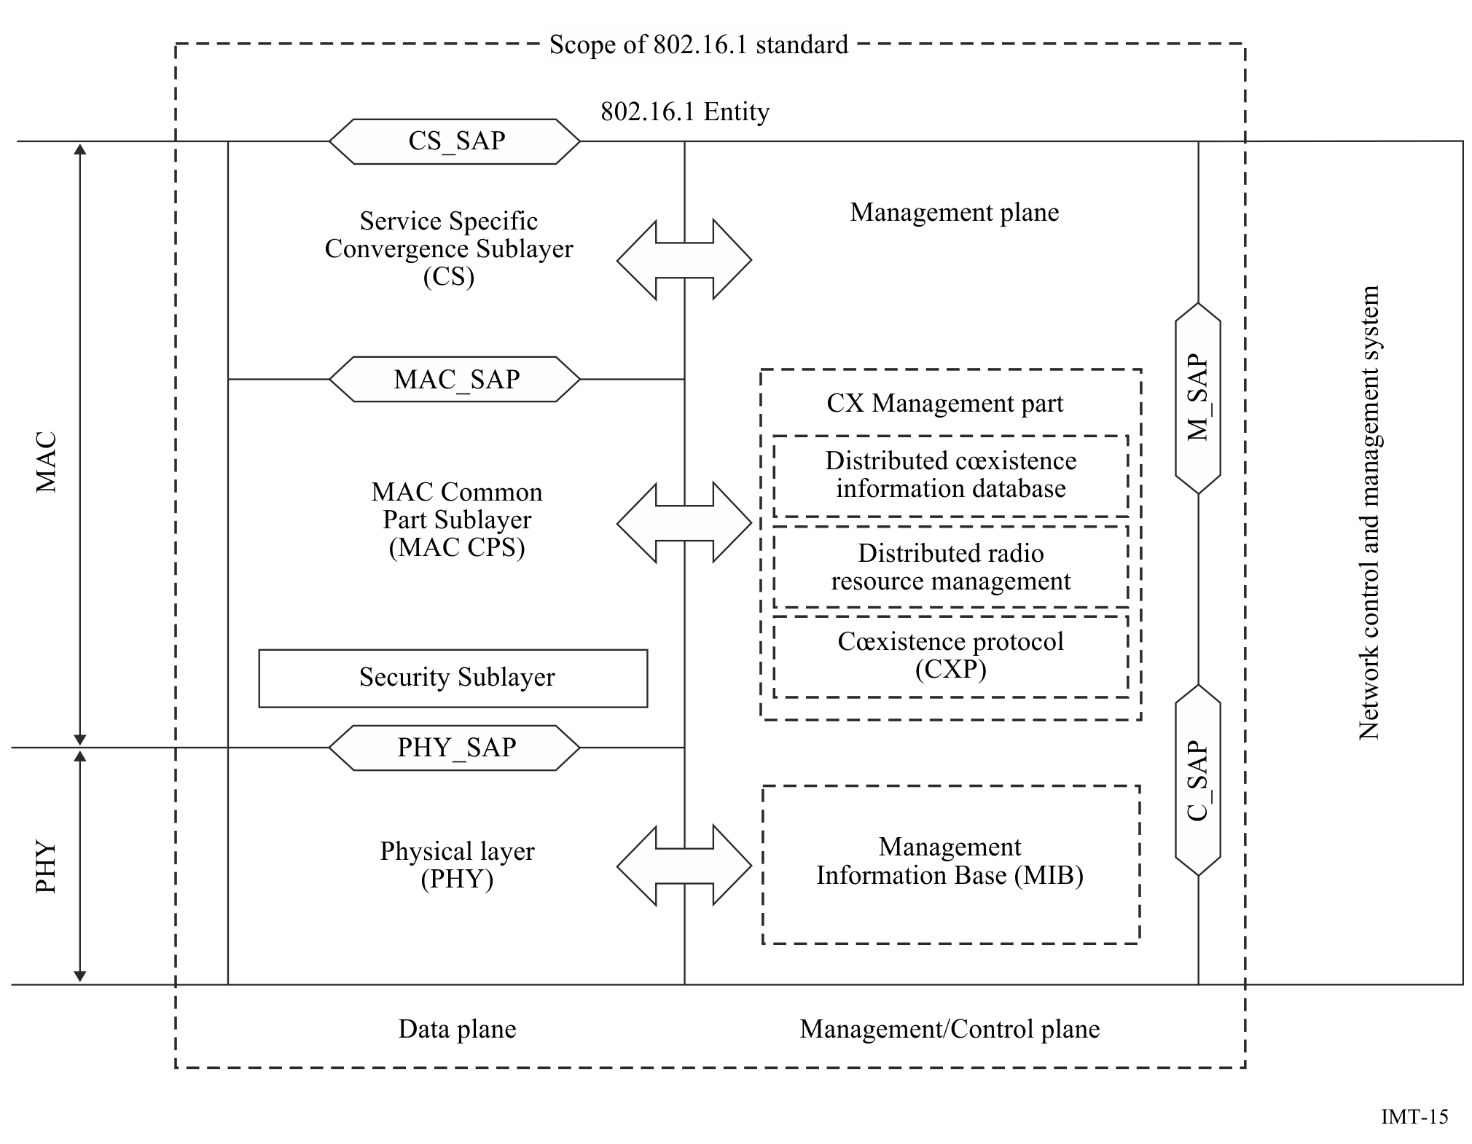 Scope of 802.16.1 standard
802.16.1 Entity
CS_SAP
Service Specific
Convergence Sublayer
(CS)
Management plane
MAC_SAP
MAC
MAC Common
Part Sublayer
(MAC CPS)
CX Management part
Distributed cœxistence
information database
Distributed radio
resource management
Cœxistence protocol
(CXP)
M_SAP
Network control and management system
Security Sublayer
PHY_SAP
C_SAP
PHY
Physical layer
(PHY)
Management
Information Base (MIB)
Data plane
Management/Control plane
IMT-15